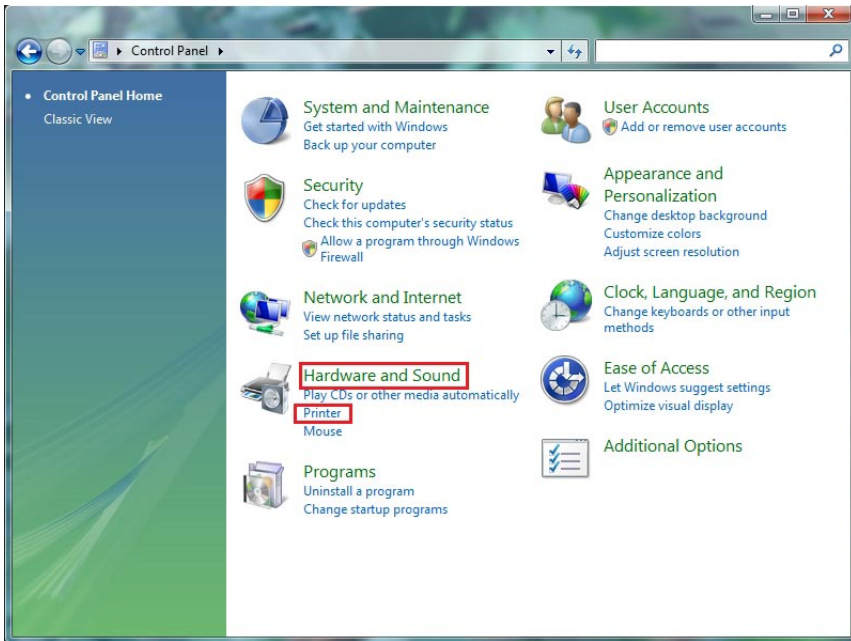 Control Panel
Control Panel Home
Classic View
System and Maintenance
Get started with Windows
Back up your computer
Security
Check for updates
Check this computer's security status
Allow a program through Windows
Firewall
Network and Internet
View network status and tasks
Set up file sharing
Hardware and Sound
Play CDs or other media automatically
Printer
Mouse
Programs
Uninstall a program
Change startup programs
User Accounts
Add or remove user accounts
Appearance and
Personalization
Change desktop background
Customize colors
Adjust screen resolution
Clock, Language, and Region
Change keyboards or other input
methods
Ease of Access
Let Windows suggest settings
Optimize visual display
Additional Options